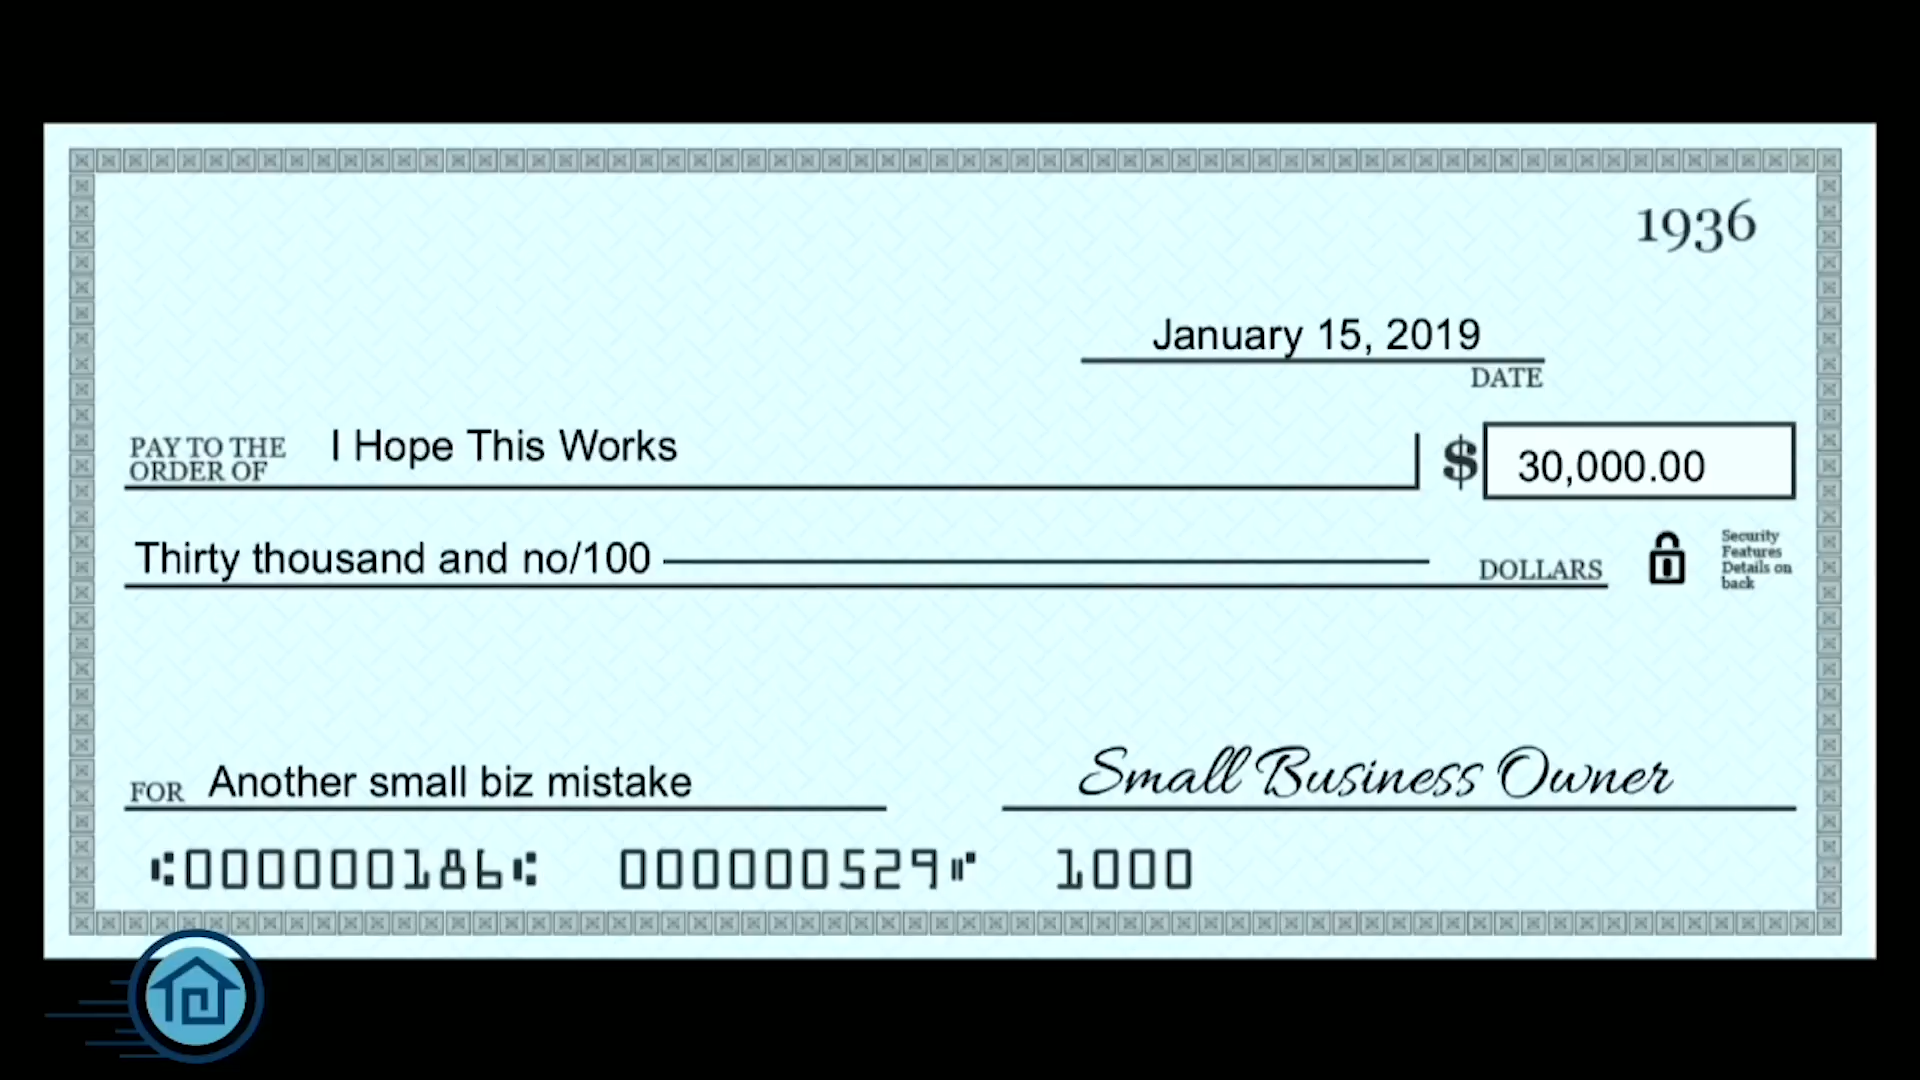 1936
January 15, 2019
DATE
PAY TO THE
ORDER OF
I Hope This Works
$ 30,000.00
Thirty thousand and no/100
DOLLARS
Security
Features
Details on
back
FOR Another small biz mistake
Small Business Owner
⑆000000186⑆ 000000529⑈ 1000